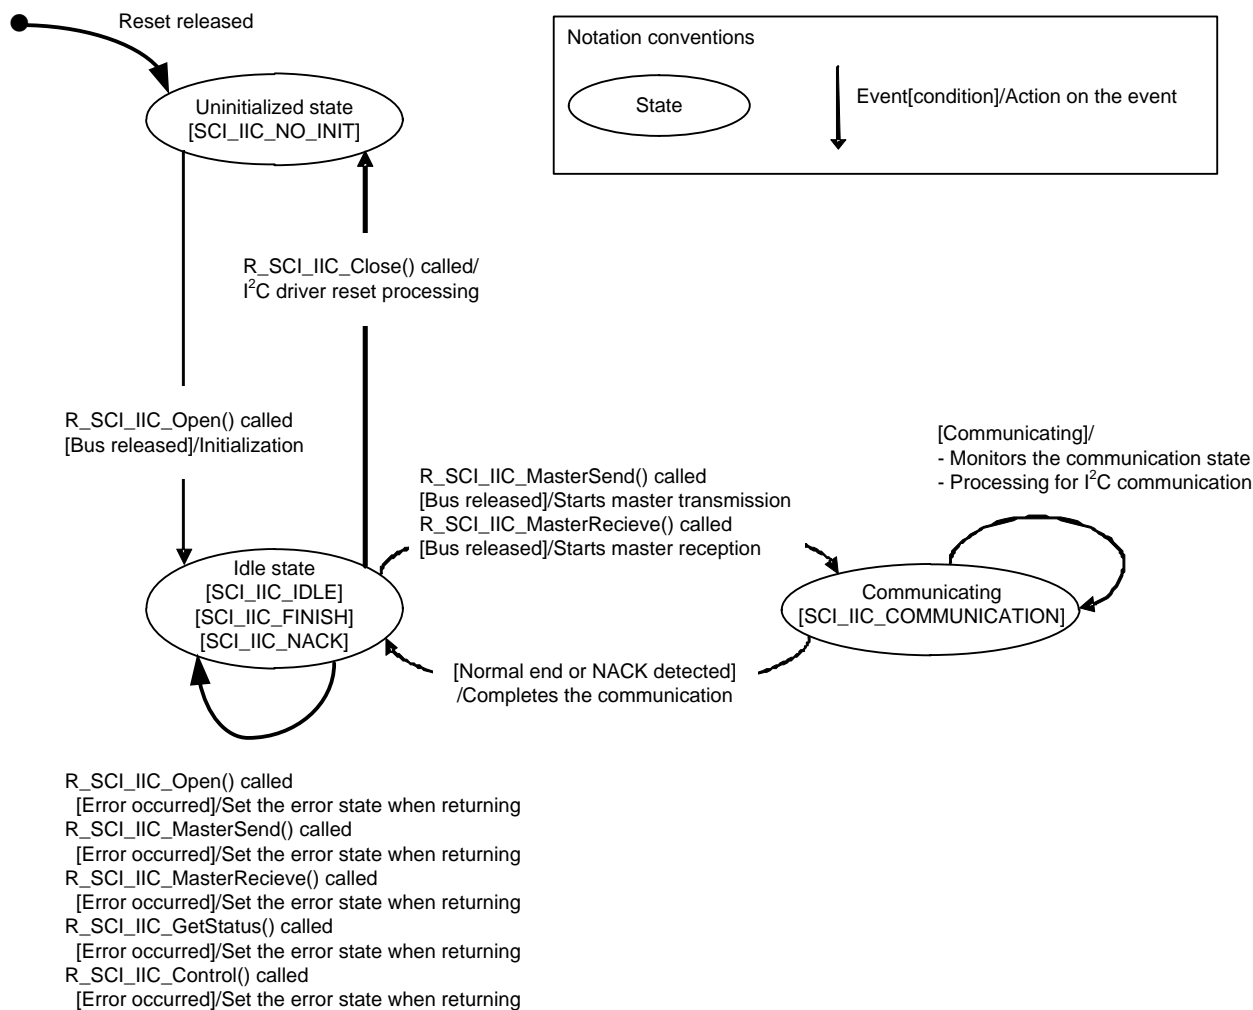 Reset released
Notation conventions
State
Event[condition]/Action on the event
Uninitialized state
[SCI_IIC_NO_INIT]
R_SCI_IIC_Close() called/
I2C driver reset processing
R_SCI_IIC_Open() called
[Bus released]/Initialization
R_SCI_IIC_MasterSend() called
[Bus released]/Starts master transmission
R_SCI_IIC_MasterRecieve() called
[Bus released]/Starts master reception
[Communicating]/
- Monitors the communication state
- Processing for I2C communication
Idle state
[SCI_IIC_IDLE]
[SCI_IIC_FINISH]
[SCI_IIC_NACK]
Communicating
[SCI_IIC_COMMUNICATION]
[Normal end or NACK detected]
/Completes the communication
R_SCI_IIC_Open() called
[Error occurred]/Set the error state when returning
R_SCI_IIC_MasterSend() called
[Error occurred]/Set the error state when returning
R_SCI_IIC_MasterRecieve() called
[Error occurred]/Set the error state when returning
R_SCI_IIC_GetStatus() called
[Error occurred]/Set the error state when returning
R_SCI_IIC_Control() called
[Error occurred]/Set the error state when returning